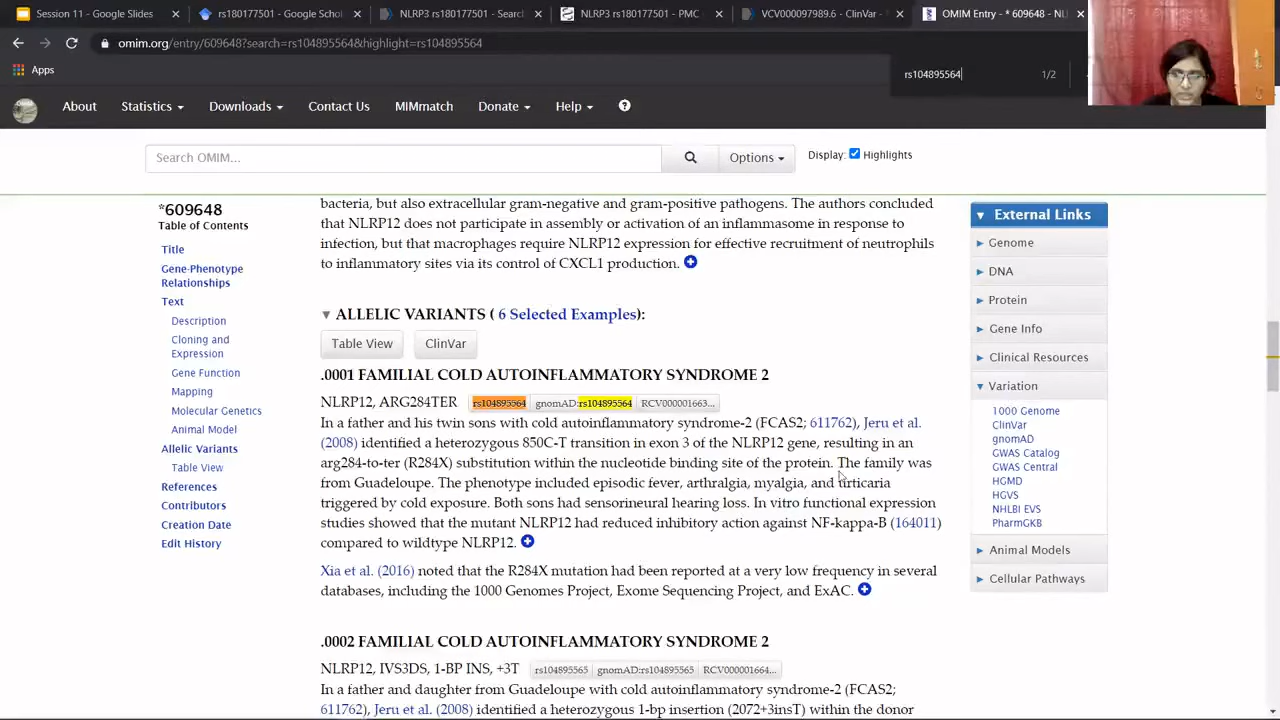 Session 11 - Google Slides
rs180177501 - Google Schol
NLRP3 rs180177501 - Search
NLRP3 rs180177501 - PMC
VCV000097989.6 - ClinVar -
OMIM Entry - * 609648 - NL
omim.org/entry/609648?search=rs104895564&highlight=rs104895564
Apps
rs104895564
1/2
About
Statistics
Downloads
Contact Us
MIMmatch
Donate
Help
Search OMIM...
Options
Display:
Highlights
*609648
Table of Contents
Title
Gene-Phenotype
Relationships
Text
Description
Cloning and
Expression
Gene Function
Mapping
Molecular Genetics
Animal Model
Allelic Variants
Table View
References
Contributors
Creation Date
Edit History
bacteria, but also extracellular gram-negative and gram-positive pathogens. The authors concluded
that NLRP12 does not participate in assembly or activation of an inflammasome in response to
infection, but that macrophages require NLRP12 expression for effective recruitment of neutrophils
to inflammatory sites via its control of CXCL1 production.
ALLELIC VARIANTS ( 6 Selected Examples):
Table View
ClinVar
.0001 FAMILIAL COLD AUTOINFLAMMATORY SYNDROME 2
NLRP12, ARG284TER rs104895564 gnomAD:rs104895564 RCV000001663...
In a father and his twin sons with cold autoinflammatory syndrome-2 (FCAS2; 611762), Jeru et al.
(2008) identified a heterozygous 850C-T transition in exon 3 of the NLRP12 gene, resulting in an
arg284-to-ter (R284X) substitution within the nucleotide binding site of the protein. The family was
from Guadeloupe. The phenotype included episodic fever, arthralgia, myalgia, and urticaria
triggered by cold exposure. Both sons had sensorineural hearing loss. In vitro functional expression
studies showed that the mutant NLRP12 had reduced inhibitory action against NF-kappa-B (164011)
compared to wildtype NLRP12.
Xia et al. (2016) noted that the R284X mutation had been reported at a very low frequency in several
databases, including the 1000 Genomes Project, Exome Sequencing Project, and ExAC.
.0002 FAMILIAL COLD AUTOINFLAMMATORY SYNDROME 2
NLRP12, IVS3DS, 1-BP INS, +3T rs104895565 gnomAD:rs104895565 RCV000001664...
In a father and daughter from Guadeloupe with cold autoinflammatory syndrome-2 (FCAS2;
611762), Jeru et al. (2008) identified a heterozygous 1-bp insertion (2072+3insT) within the donor
External Links
Genome
DNA
Protein
Gene Info
Clinical Resources
Variation
1000 Genome
ClinVar
gnomAD
GWAS Catalog
GWAS Central
HGMD
HGVS
NHLBI EVS
PharmGKB
Animal Models
Cellular Pathways